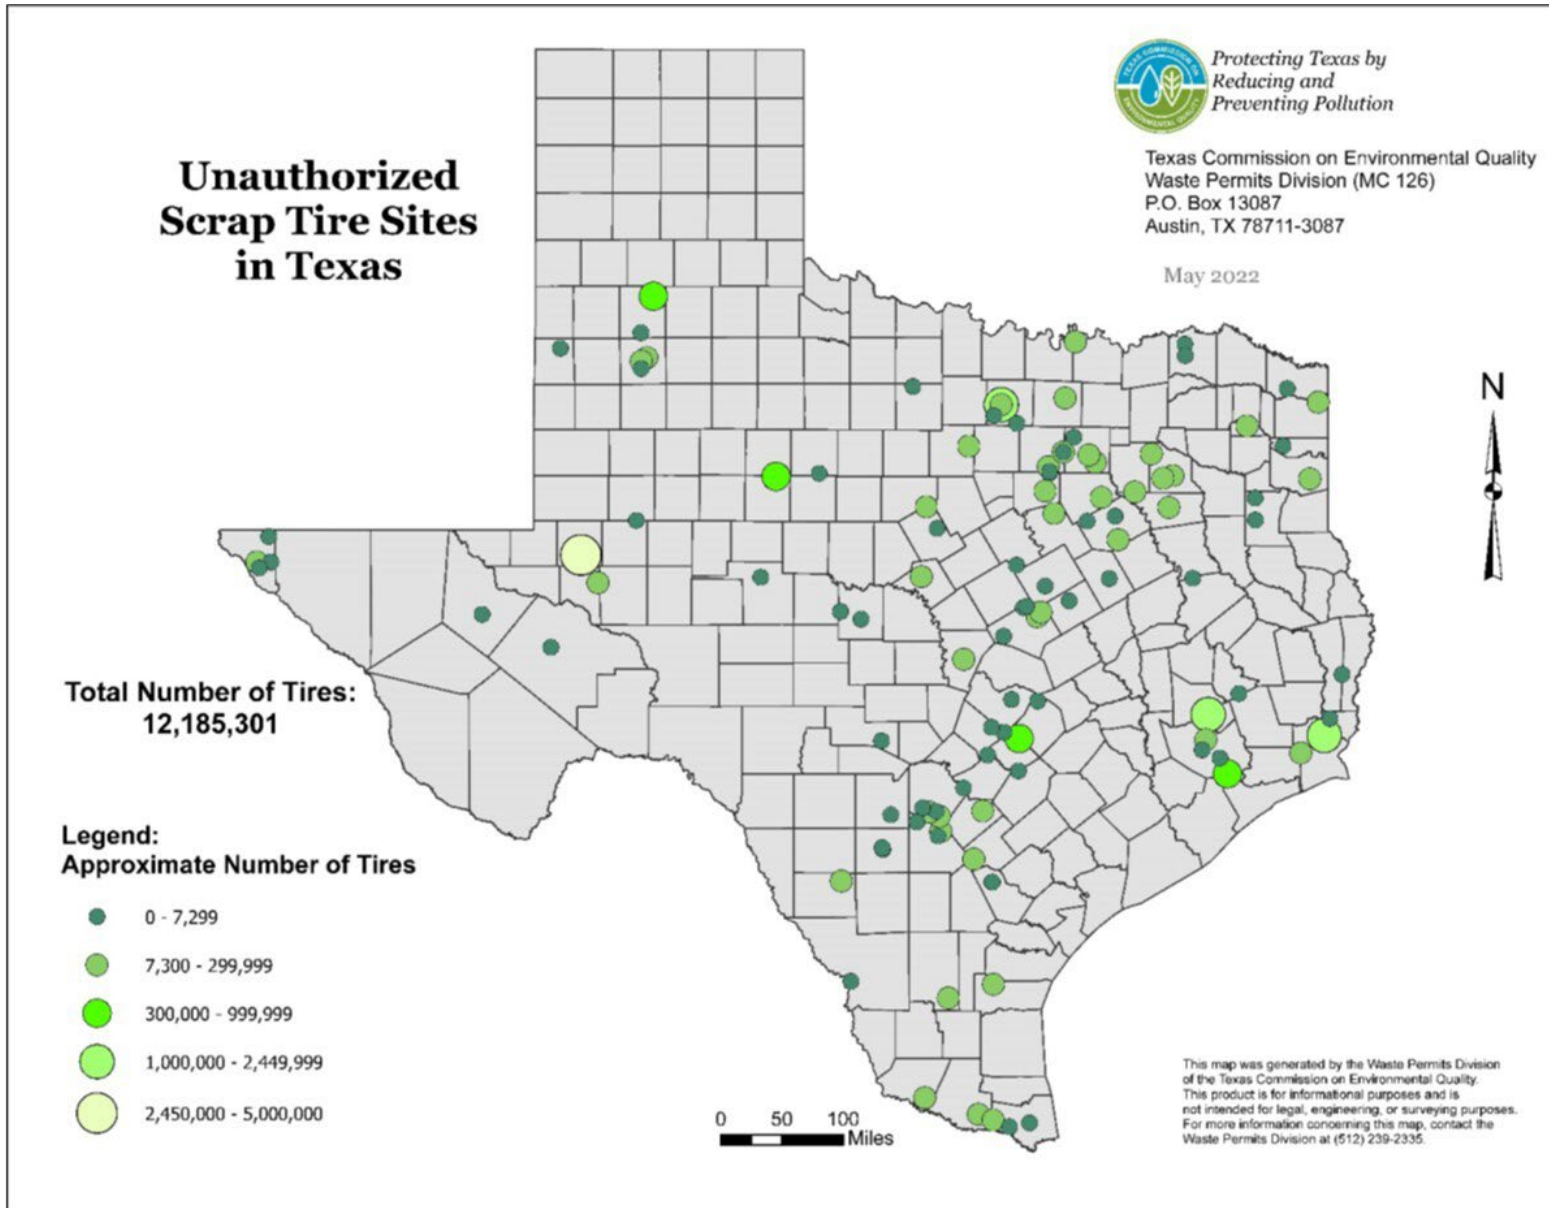 Unauthorized
Scrap Tire Sites
in Texas
TEXAS COMMISSION ON
ENVIRONMENTAL QUALITY
Protecting Texas by
Reducing and
Preventing Pollution
Texas Commission on Environmental Quality
Waste Permits Division (MC 126)
P.O. Box 13087
Austin, TX 78711-3087
May 2022
N
Total Number of Tires:
12,185,301
Legend:
Approximate Number of Tires
0 - 7,299
7,300 - 299,999
300,000 - 999,999
1,000,000 - 2,449,999
2,450,000 - 5,000,000
0 50 100
Miles
This map was generated by the Waste Permits Division
of the Texas Commission on Environmental Quality.
This product is for informational purposes and is
not intended for legal, engineering, or surveying purposes.
For more information concerning this map, contact the
Waste Permits Division at (512) 239-2335.